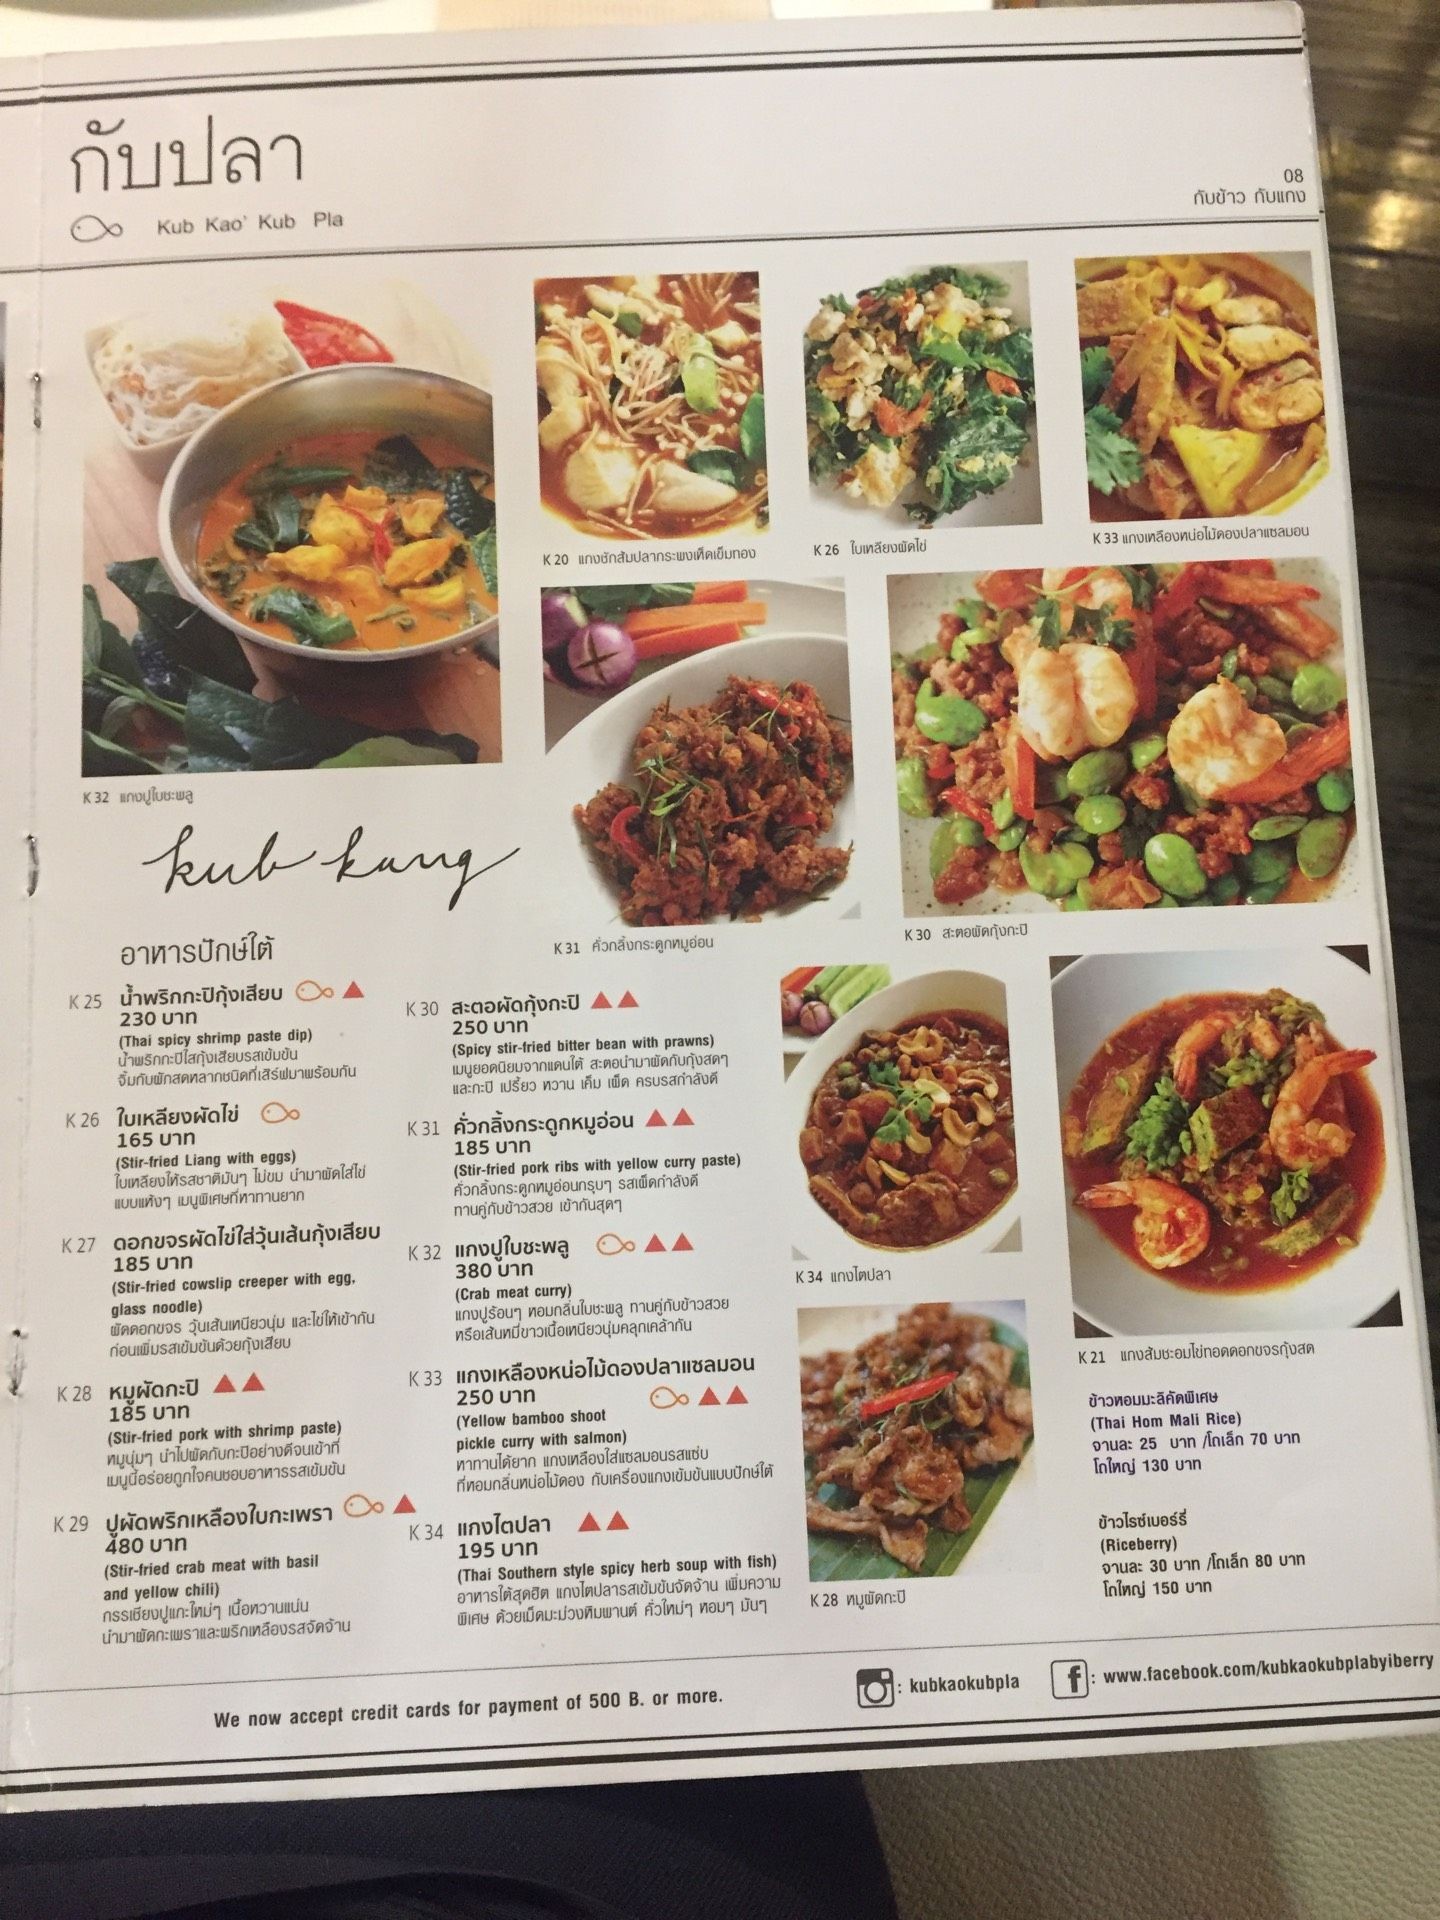 กับปลา
Kub Kao' Kub Pla
08
กับข้าว กับแกง
K 20 แกงชักส้มปลากระพงเห็ดเข็มทอง
K 26 ใบเหลียงผัดไข่
K 33 แกงเหลืองหน่อไม้ดองปลาแซลมอน
K 32 แกงปูใบชะพลู
kub kang
K 31 คั่วกลิ้งกระดูกหมูอ่อน
K 30 สะตอผัดกุ้งกะปิ
อาหารปักษ์ใต้
K 25 น้ำพริกกะปิกุ้งเสียบ
230 บาท
(Thai spicy shrimp paste dip)
น้ำพริกกะปิใส่กุ้งเสียบรสเข้มข้น
จิ้มกับผักสดหลากชนิดที่เสิร์ฟมาพร้อมกัน
K 26 ใบเหลียงผัดไข่
165 บาท
(Stir-fried Liang with eggs)
ใบเหลียงให้รสชาติมันๆ ไม่ขม นำมาผัดใส่ไข่
แบบแห้งๆ เมนูพิเศษที่หาทานยาก
K 27 ดอกขจรผัดไข่ใส่วุ้นเส้นกุ้งเสียบ
185 บาท
(Stir-fried cowslip creeper with egg,
glass noodle)
ผัดดอกขจร วุ้นเส้นเหนียวนุ่ม และไข่ให้เข้ากัน
ก่อนเพิ่มรสเข้มข้นด้วยกุ้งเสียบ
K 28 หมูผัดกะปิ
185 บาท
(Stir-fried pork with shrimp paste)
หมูนุ่มๆ นำไปผัดกับกะปิอย่างดีจนเข้าที่
เมนูนี้อร่อยถูกใจคนชอบอาหารรสเข้มข้น
K 29 ปูผัดพริกเหลืองใบกะเพรา
480 บาท
(Stir-fried crab meat with basil
and yellow chili)
กรรเชียงปูแกะใหม่ๆ เนื้อหวานแน่น
นำมาผัดกะเพราและพริกเหลืองรสจัดจ้าน
K 30 สะตอผัดกุ้งกะปิ
250 บาท
(Spicy stir-fried bitter bean with prawns)
เมนูยอดนิยมจากแดนใต้ สะตอนำมาผัดกับกุ้งสดๆ
และกะปิ เปรี้ยว หวาน เค็ม เผ็ด ครบรสกำลังดี
K 31 คั่วกลิ้งกระดูกหมูอ่อน
185 บาท
(Stir-fried pork ribs with yellow curry paste)
คั่วกลิ้งกระดูกหมูอ่อนกรุบๆ รสเผ็ดกำลังดี
ทานคู่กับข้าวสวย เข้ากันสุดๆ
K 32 แกงปูใบชะพลู
380 บาท
(Crab meat curry)
แกงปูร้อนๆ หอมกลิ่นใบชะพลู ทานคู่กับข้าวสวย
หรือเส้นหมี่ขาวเนื้อเหนียวนุ่มคลุกเคล้ากัน
K 33 แกงเหลืองหน่อไม้ดองปลาแซลมอน
250 บาท
(Yellow bamboo shoot
pickle curry with salmon)
หาทานได้ยาก แกงเหลืองใส่แซลมอนรสแซ่บ
ที่หอมกลิ่นหน่อไม้ดอง กับเครื่องแกงเข้มข้นแบบปักษ์ใต้
K 34 แกงไตปลา
195 บาท
(Thai Southern style spicy herb soup with fish)
อาหารใต้สุดฮิต แกงไตปลารสเข้มข้นจัดจ้าน เพิ่มความ
พิเศษ ด้วยเม็ดมะม่วงหิมพานต์ คั่วใหม่ๆ หอมๆ มันๆ
K 34 แกงไตปลา
K 21 แกงส้มชะอมไข่ทอดดอกขจรกุ้งสด
K 28 หมูผัดกะปิ
ข้าวหอมมะลิคัดพิเศษ
(Thai Hom Mali Rice)
จานละ 25 บาท /โถเล็ก 70 บาท
โถใหญ่ 130 บาท
ข้าวไรซ์เบอร์รี่
(Riceberry)
จานละ 30 บาท /โถเล็ก 80 บาท
โถใหญ่ 150 บาท
We now accept credit cards for payment of 500 B. or more.
: kubkaokubpla
f : www.facebook.com/kubkaokubplabyiberry